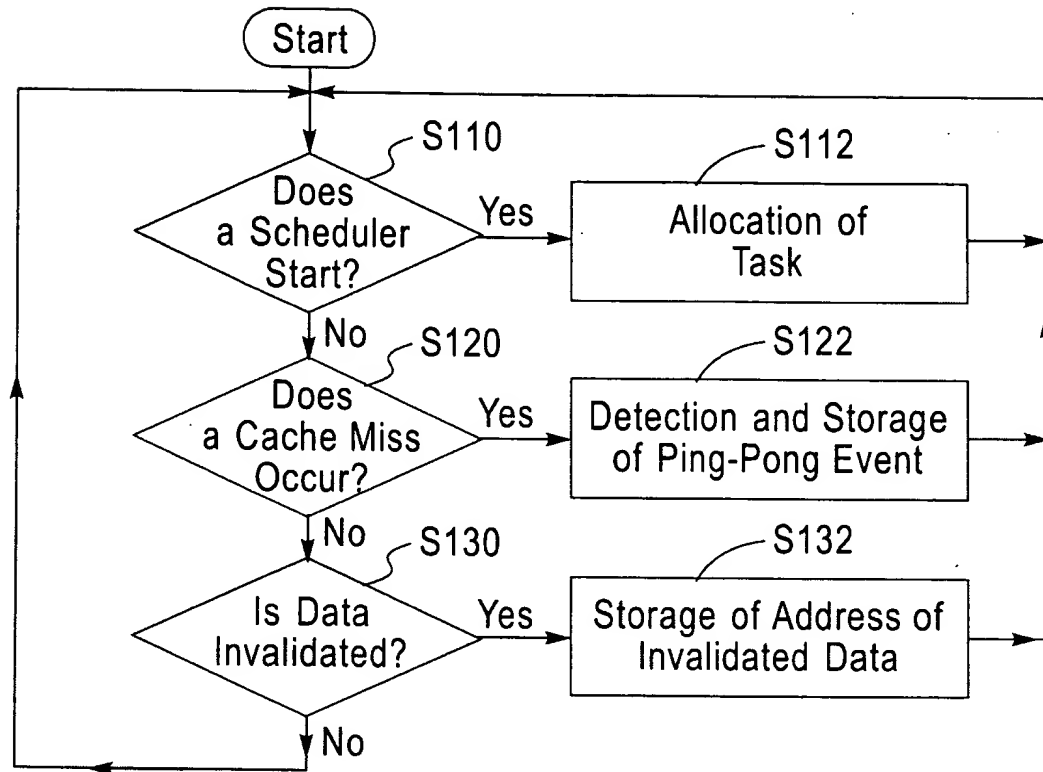 Start
S110
Does
a Scheduler
Start?
Yes
S112
Allocation of
Task
No
S120
Does
a Cache Miss
Occur?
Yes
S122
Detection and Storage
of Ping-Pong Event
No
S130
Is Data
Invalidated?
Yes
S132
Storage of Address of
Invalidated Data
No